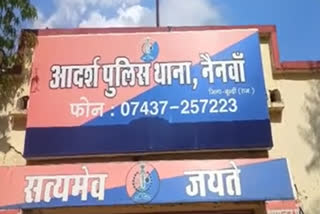 आदर्श पुलिस थाना, नैनवाँ
जिला-बून्दी (राज.)
फोन : 07437-257223
सत्यमेव जयते